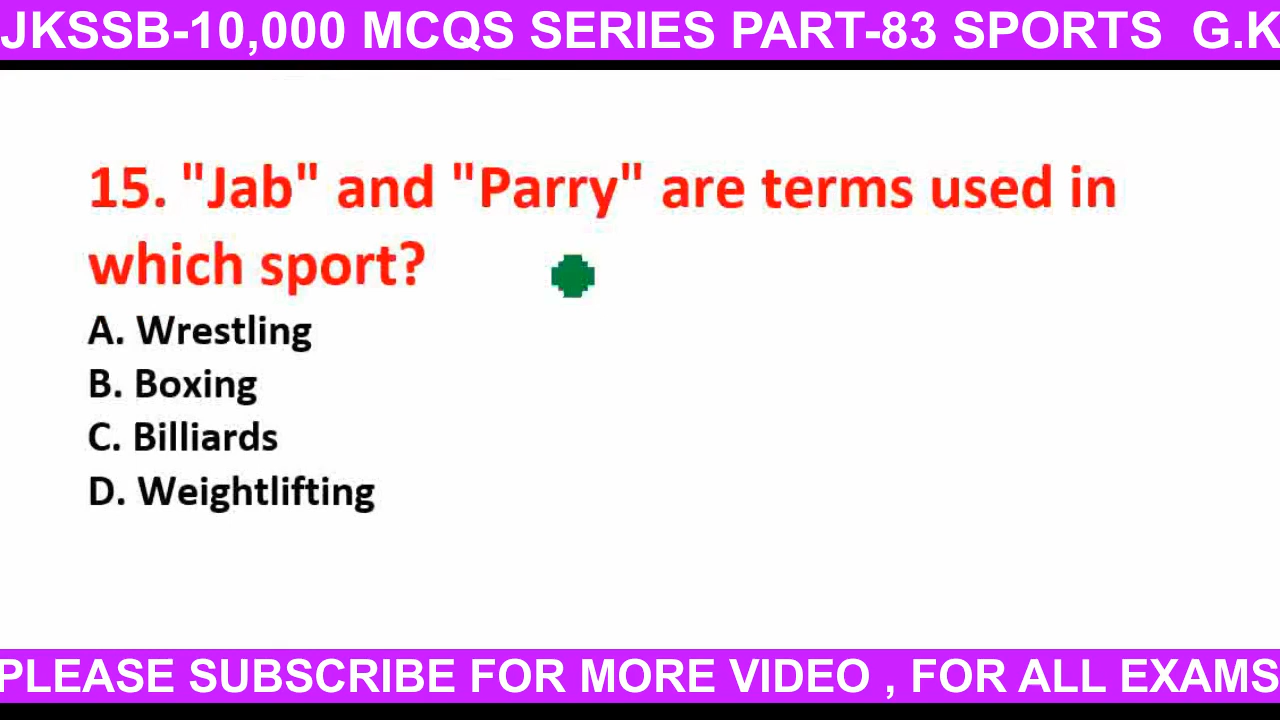 JKSSB-10,000 MCQS SERIES PART-83 SPORTS G.K
15. "Jab" and "Parry" are terms used in
which sport?
A. Wrestling
B. Boxing
C. Billiards
D. Weightlifting
PLEASE SUBSCRIBE FOR MORE VIDEO , FOR ALL EXAMS